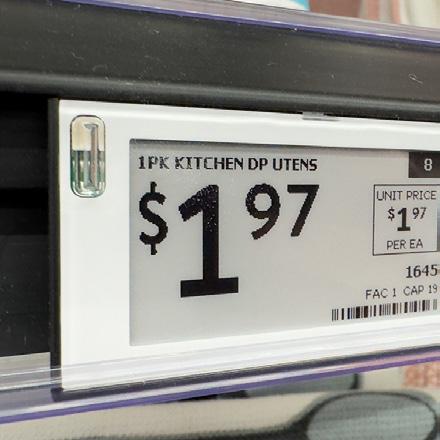 1PK KITCHEN DP UTENS
8
$1 97
UNIT PRICE
$1 97
PER EA
1645
FAC 1 CAP 19